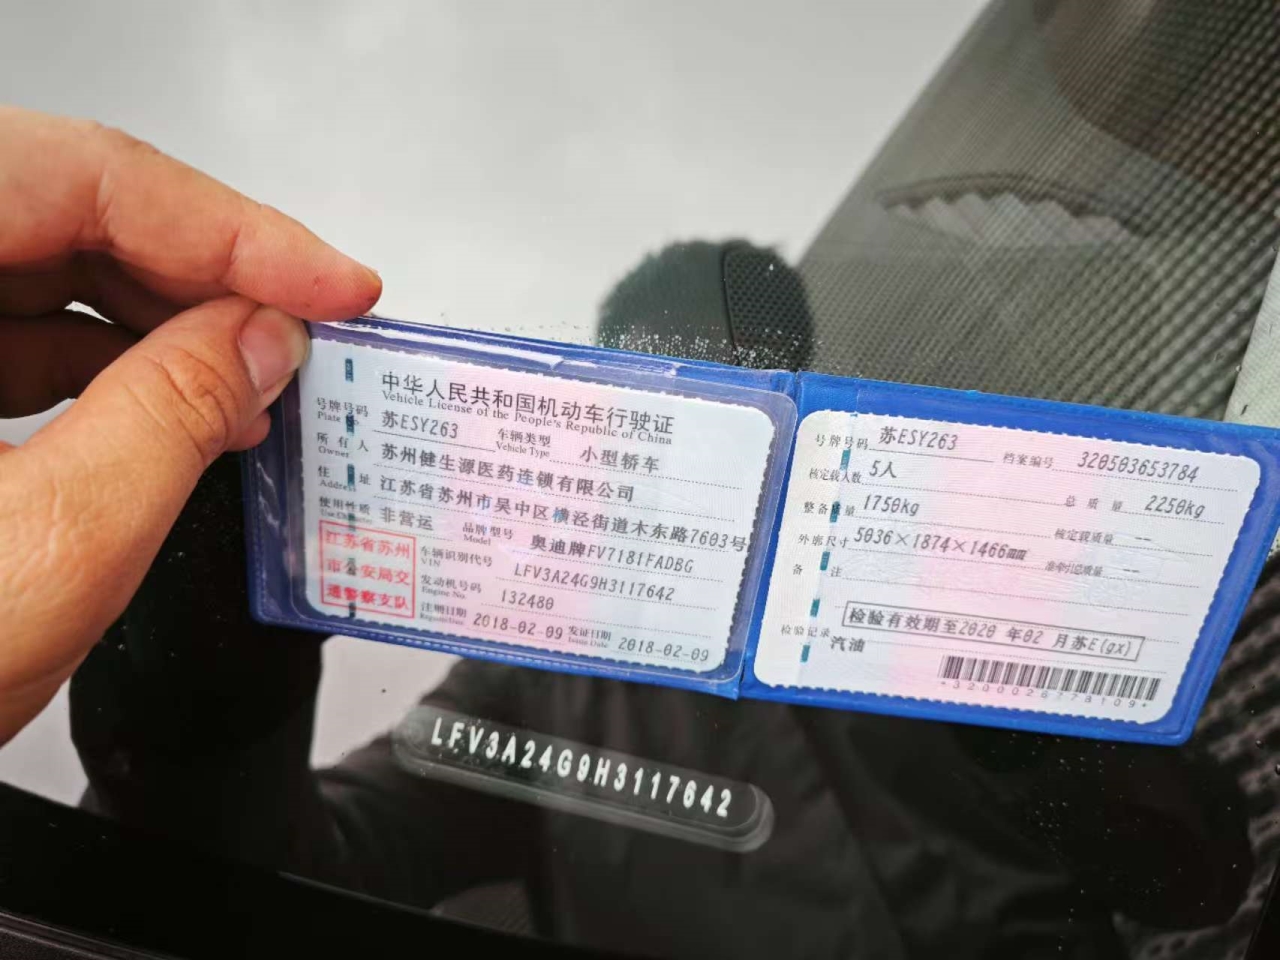 中华人民共和国机动车行驶证
Vehicle License of the People's Republic of China
号牌号码 苏ESY263 车辆类型 小型轿车
Plate No. Vehicle Type
所有人 苏州健生源医药连锁有限公司
Owner
住址 江苏省苏州市吴中区横泾街道木东路7603号
Address
使用性质 非营运 品牌型号 奥迪牌FV7181FADBG
Use Character Model
江苏省苏州
市公安局交
通警察支队
车辆识别代号 LFV3A24G9H3117642
VIN
发动机号码 132480
Engine No.
注册日期 2018-02-09 发证日期 2018-02-09
Register Date Issue Date
号牌号码 苏ESY263 档案编号 320503653784
核定载人数 5人 总质量 2250kg
整备质量 1750kg 核定载质量 --
外廓尺寸 5036×1874×1466mm 准牵引总质量 --
备注
检验有效期至2020 年02 月苏E(gx)
检验记录 汽油
*3200026778109*
LFV3A24G9H3117642